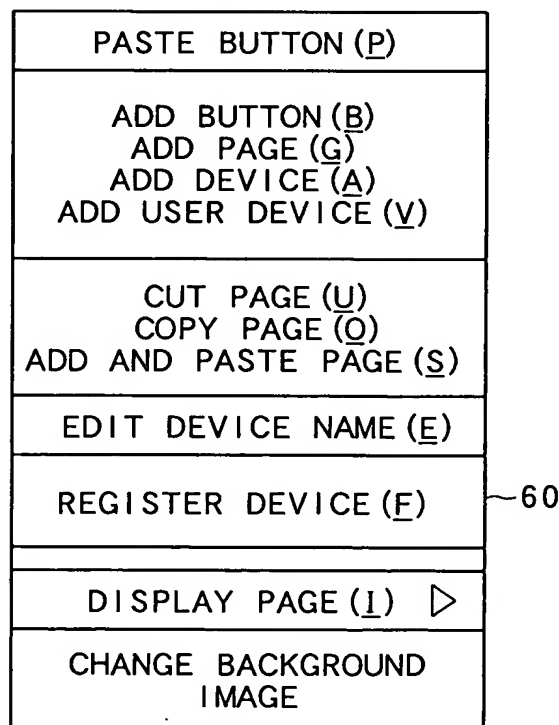 PASTE BUTTON (P)
ADD BUTTON (B)
ADD PAGE (G)
ADD DEVICE (A)
ADD USER DEVICE (V)
CUT PAGE (U)
COPY PAGE (O)
ADD AND PASTE PAGE (S)
EDIT DEVICE NAME (E)
REGISTER DEVICE (F)
60
DISPLAY PAGE (I) ▷
CHANGE BACKGROUND
IMAGE